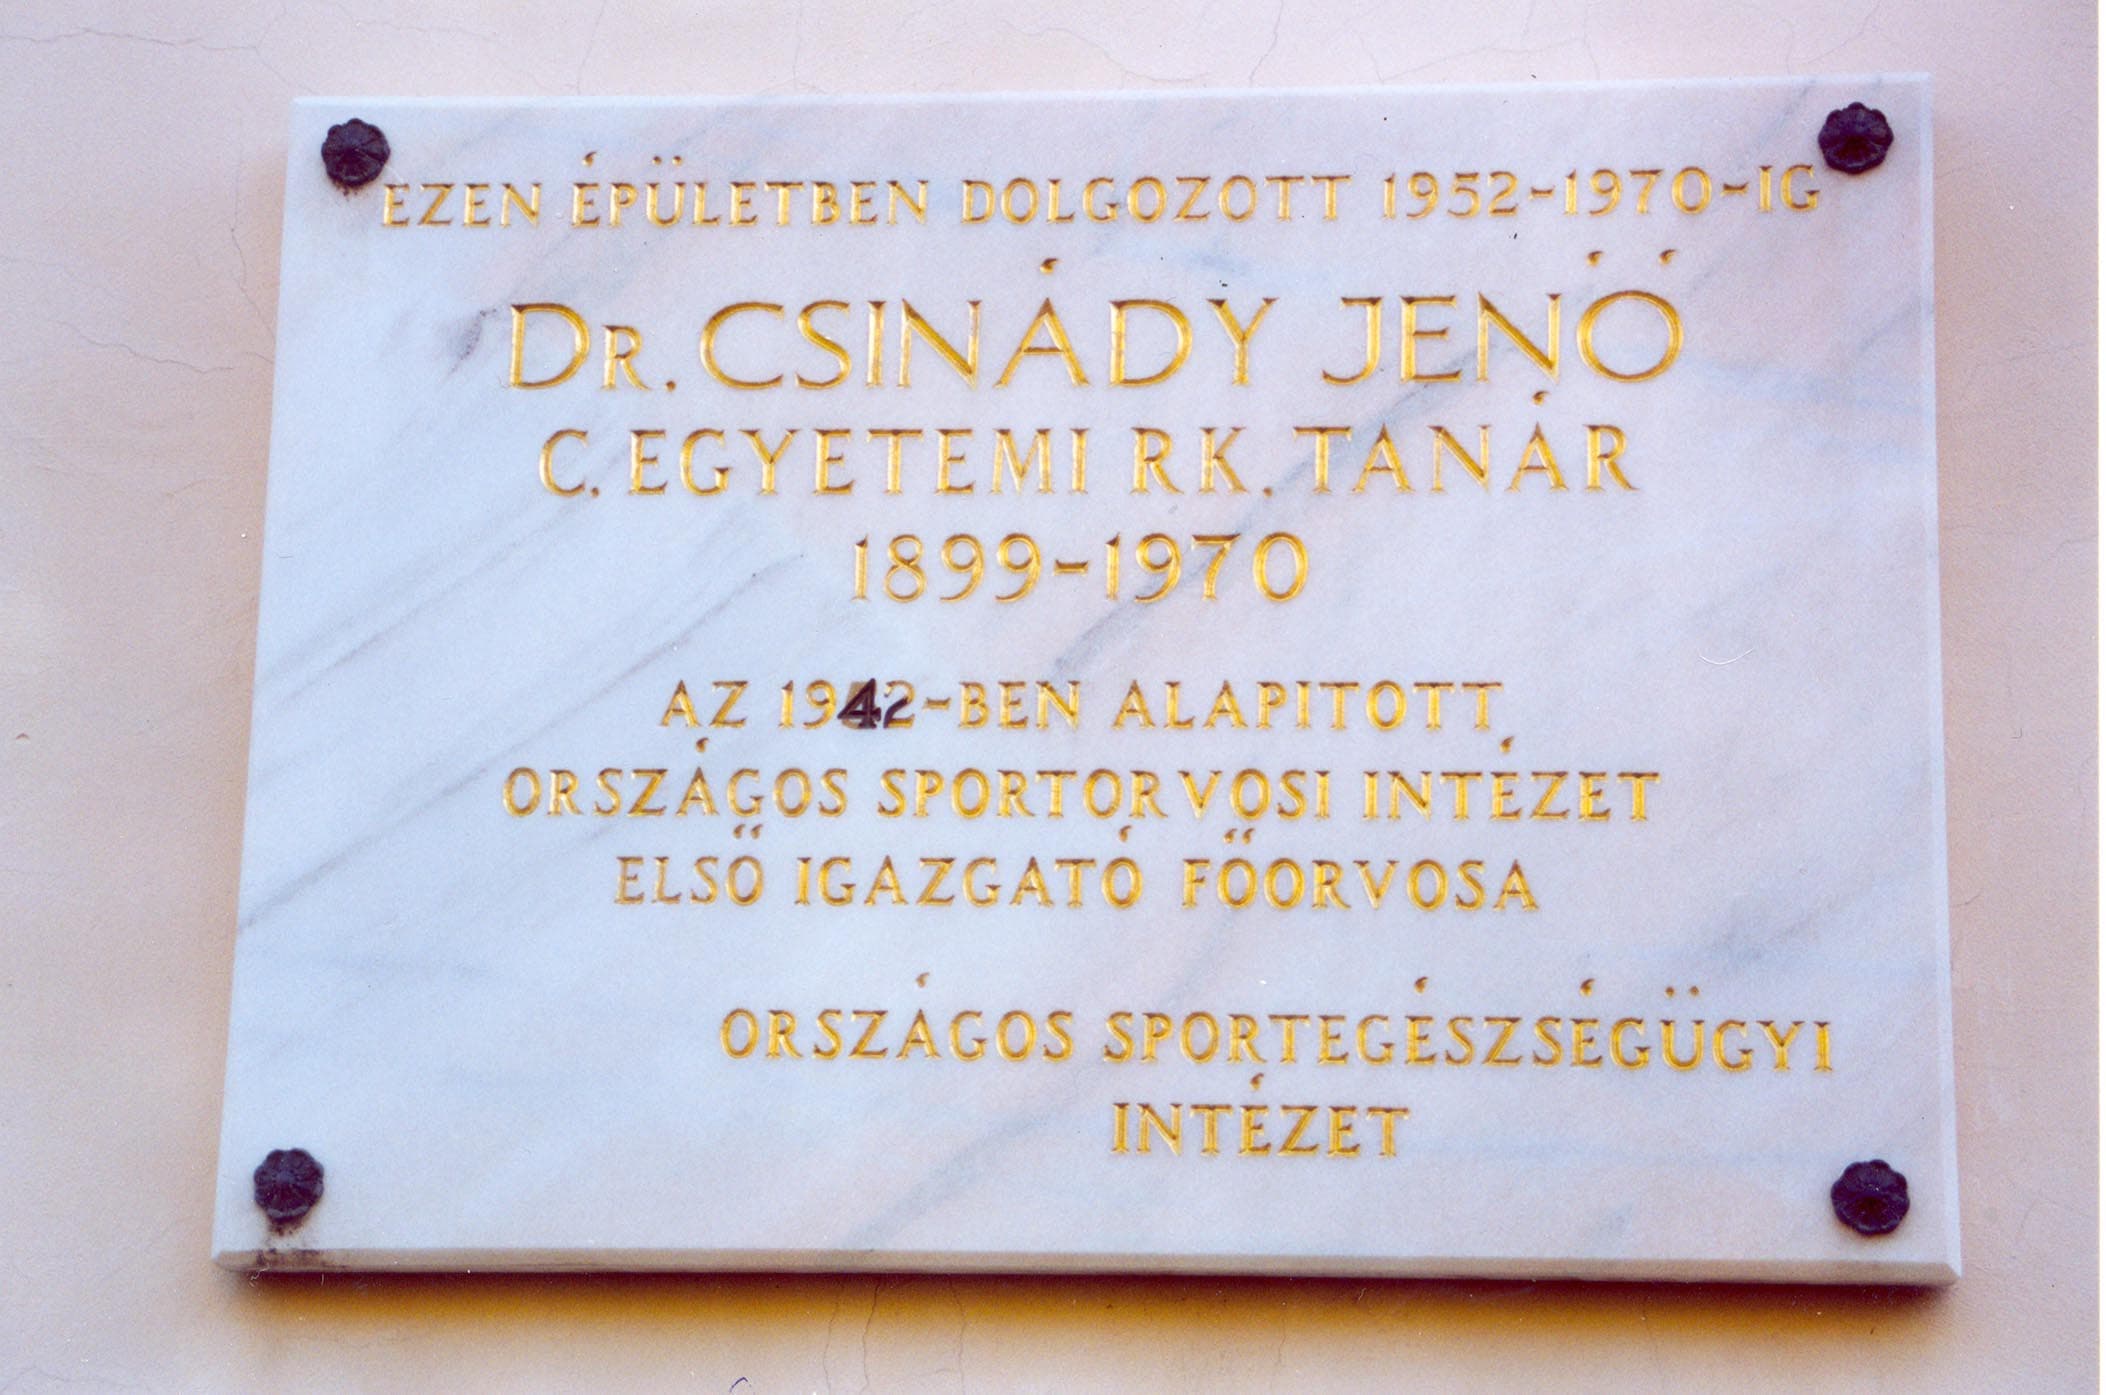 EZEN ÉPÜLETBEN DOLGOZOTT 1952-1970-IG
DR. CSINÁDY JENŐ
C. EGYETEMI RK. TANÁR
1899-1970
AZ 1942-BEN ALAPITOTT
ORSZÁGOS SPORTORVOSI INTÉZET
ELSŐ IGAZGATÓ FŐORVOSA
ORSZÁGOS SPORTEGÉSZSÉGÜGYI
INTÉZET